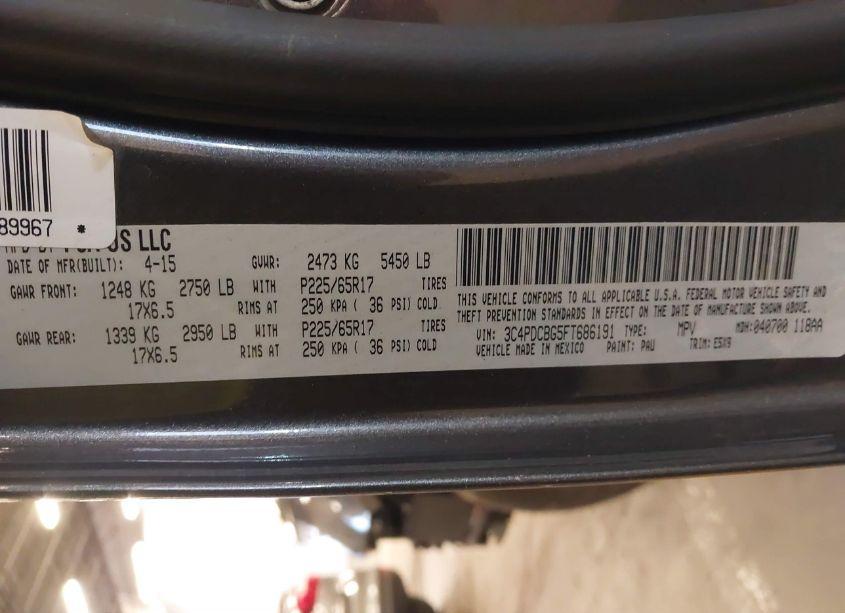 89967 *
MFD BY FCA US LLC
DATE OF MFR(BUILT): 4-15 GVWR: 2473 KG 5450 LB
GAWR FRONT: 1248 KG 2750 LB WITH P225/65R17 TIRES
17X6.5 RIMS AT 250 KPA ( 36 PSI) COLD
GAWR REAR: 1339 KG 2950 LB WITH P225/65R17 TIRES
17X6.5 RIMS AT 250 KPA ( 36 PSI) COLD
THIS VEHICLE CONFORMS TO ALL APPLICABLE U.S.A. FEDERAL MOTOR VEHICLE SAFETY AND
THEFT PREVENTION STANDARDS IN EFFECT ON THE DATE OF MANUFACTURE SHOWN ABOVE.
VIN: 3C4PDCBG5FT686191 TYPE: MPV MDH:040700 118AA
VEHICLE MADE IN MEXICO PAINT: PAU TRIM: E5X9